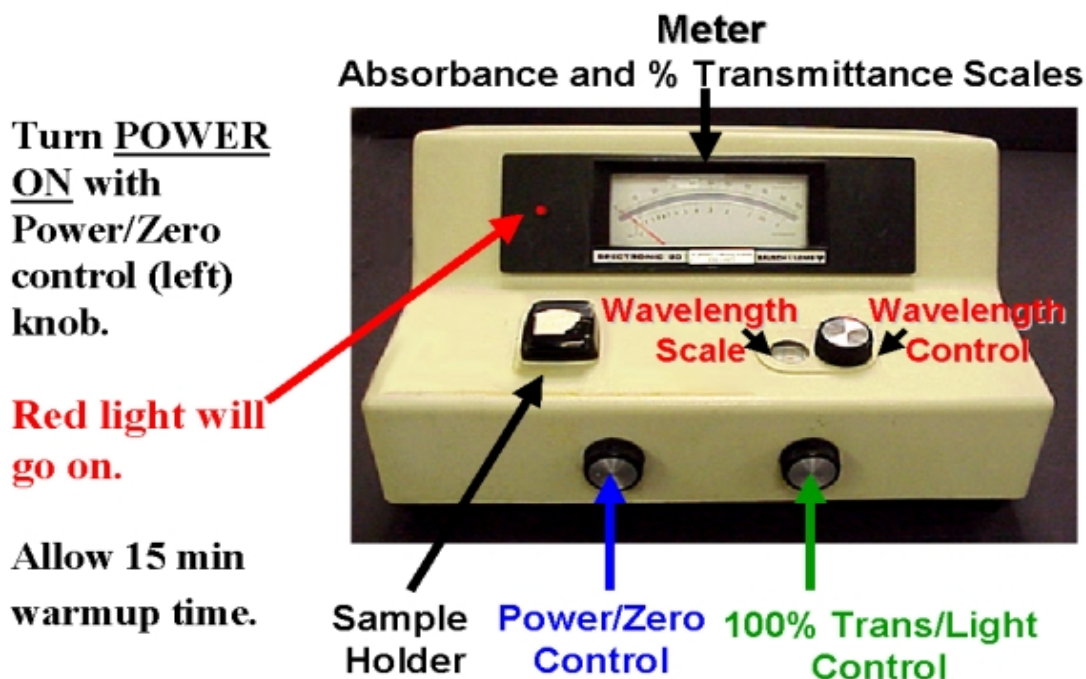 Meter
Absorbance and % Transmittance Scales
Turn POWER
ON with
Power/Zero
control (left)
knob.
Red light will
go on.
Allow 15 min
warmup time.
SPECTRONIC 20
BAUSCH & LOMB
Wavelength
Scale
Wavelength
Control
Sample
Holder
Power/Zero
Control
100% Trans/Light
Control